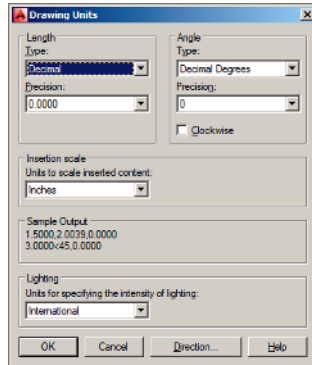 Drawing Units
Length
Type:
Decimal
Precision:
0.0000
Angle
Type:
Decimal Degrees
Precision:
0
Clockwise
Insertion scale
Units to scale inserted content:
Inches
Sample Output
1.5000,2.0039,0.0000
3.0000<45,0.0000
Lighting
Units for specifying the intensity of lighting:
International
OK Cancel Direction... Help